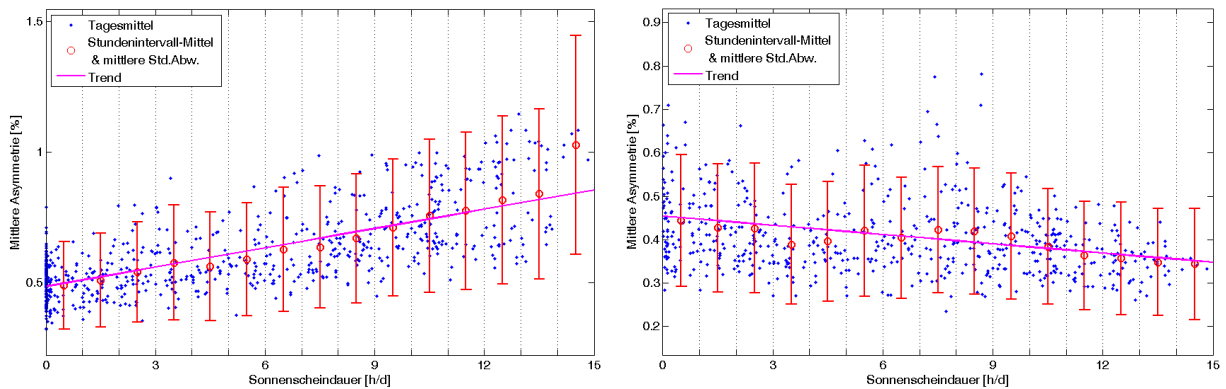 Tagesmittel
Stundenintervall-Mittel
& mittlere Std.Abw.
Trend
1.5
1
0.5
Mittlere Asymmetrie [%]
0 3 6 9 12 15
Sonnenscheindauer [h/d]
Tagesmittel
Stundenintervall-Mittel
& mittlere Std.Abw.
Trend
0.9
0.8
0.7
0.6
0.5
0.4
0.3
0.2
Mittlere Asymmetrie [%]
0 3 6 9 12 15
Sonnenscheindauer [h/d]